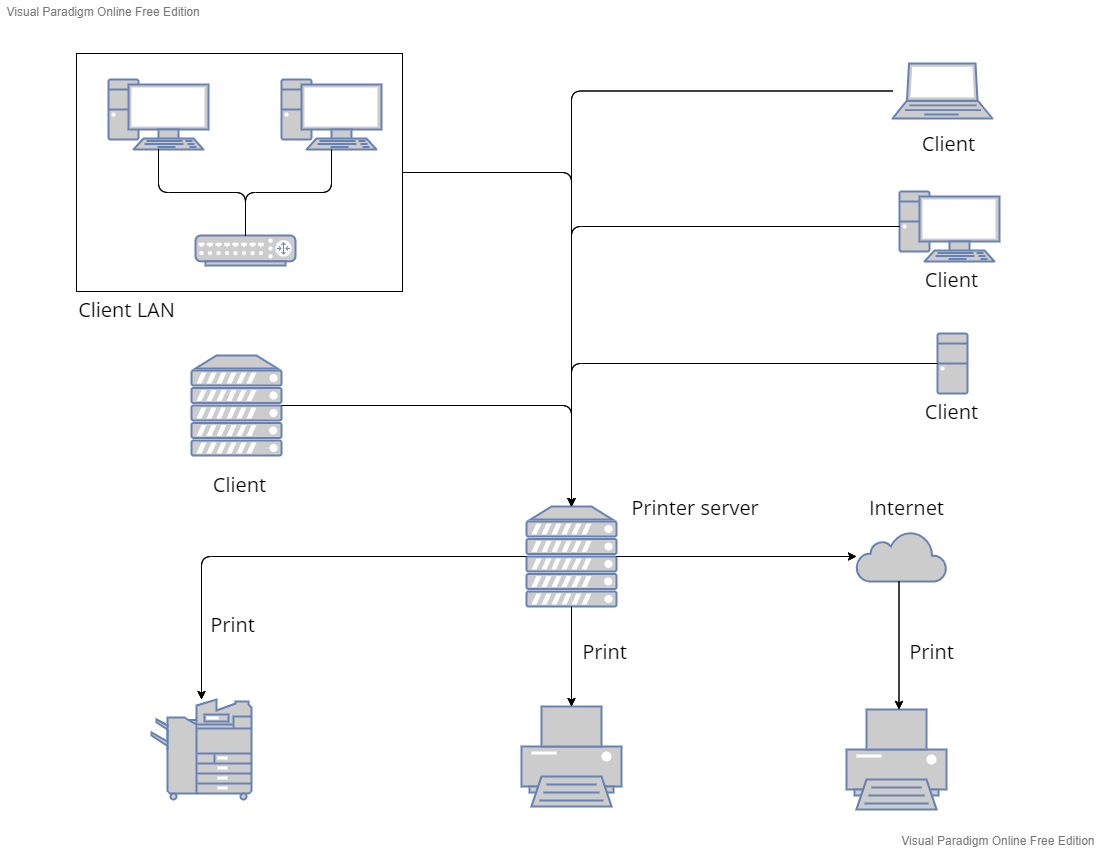 Visual Paradigm Online Free Edition
Client
Client
Client LAN
Client
Client
Printer server
Internet
Print
Print
Print
Visual Paradigm Online Free Edition